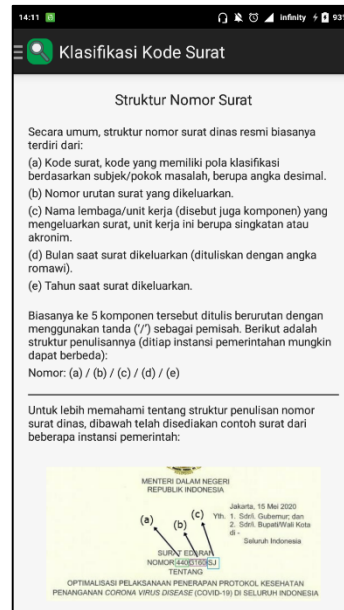 14:11 infinity 93%
Klasifikasi Kode Surat
Struktur Nomor Surat
Secara umum, struktur nomor surat dinas resmi biasanya
terdiri dari:
(a) Kode surat, kode yang memiliki pola klasifikasi
berdasarkan subjek/pokok masalah, berupa angka desimal.
(b) Nomor urutan surat yang dikeluarkan.
(c) Nama lembaga/unit kerja (disebut juga komponen) yang
mengeluarkan surat, unit kerja ini berupa singkatan atau
akronim.
(d) Bulan saat surat dikeluarkan (dituliskan dengan angka
romawi).
(e) Tahun saat surat dikeluarkan.
Biasanya ke 5 komponen tersebut ditulis berurutan dengan
menggunakan tanda ('/') sebagai pemisah. Berikut adalah
struktur penulisannya (ditiap instansi pemerintahan mungkin
dapat berbeda):
Nomor: (a) / (b) / (c) / (d) / (e)
Untuk lebih memahami tentang struktur penulisan nomor
surat dinas, dibawah telah disediakan contoh surat dari
beberapa instansi pemerintah:
MENTERI DALAM NEGERI
REPUBLIK INDONESIA
Jakarta, 15 Mei 2020
Yth. 1. Sdr/i. Gubernur; dan
2. Sdr/i. Bupati/Wali Kota
di -
Seluruh Indonesia
(a) (b) (c)
SURAT EDARAN
NOMOR 440/3160/SJ
TENTANG
OPTIMALISASI PELAKSANAAN PENERAPAN PROTOKOL KESEHATAN
PENANGANAN CORONA VIRUS DISEASE (COVID-19) DI SELURUH INDONESIA